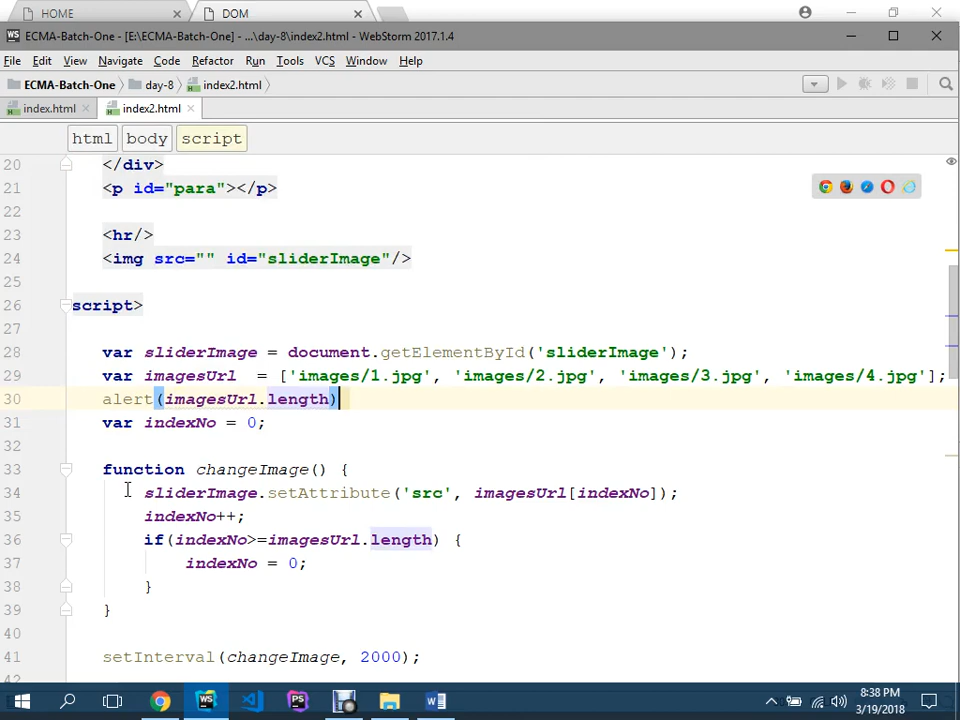 HOME
DOM
ECMA-Batch-One - [E:\ECMA-Batch-One] - ...\day-8\index2.html - WebStorm 2017.1.4
File Edit View Navigate Code Refactor Run Tools VCS Window Help
ECMA-Batch-One day-8 index2.html
index.html index2.html
html body script
20 </div>
21 <p id="para"></p>
22
23 <hr/>
24 <img src="" id="sliderImage"/>
25
26 script>
27
28 var sliderImage = document.getElementById('sliderImage');
29 var imagesUrl = ['images/1.jpg', 'images/2.jpg', 'images/3.jpg', 'images/4.jpg'];
30 alert(imagesUrl.length)
31 var indexNo = 0;
32
33 function changeImage() {
34 sliderImage.setAttribute('src', imagesUrl[indexNo]);
35 indexNo++;
36 if(indexNo>=imagesUrl.length) {
37 indexNo = 0;
38 }
39 }
40
41 setInterval(changeImage, 2000);
42
WS
PS
8:38 PM
3/19/2018